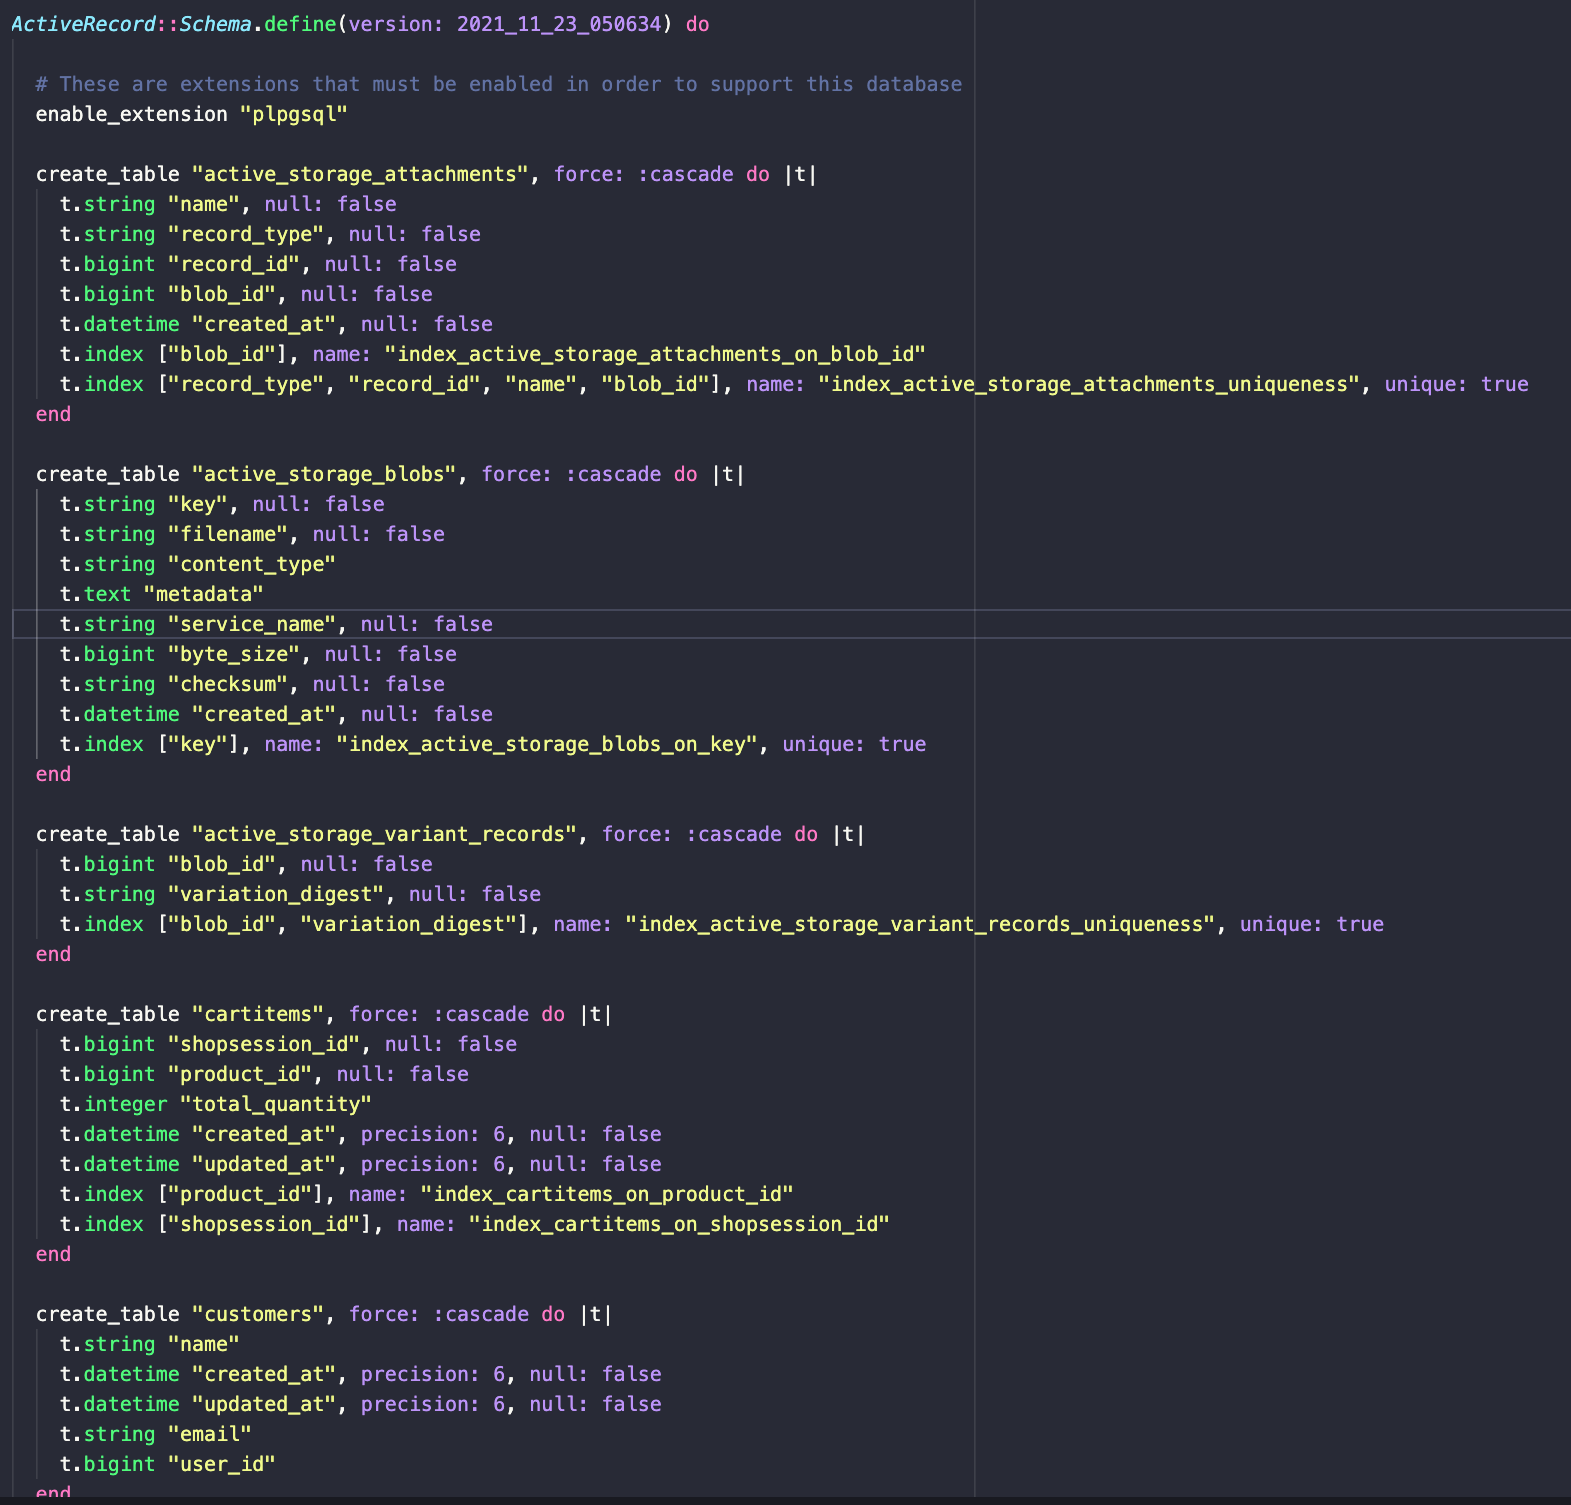 ActiveRecord::Schema.define(version: 2021_11_23_050634) do
# These are extensions that must be enabled in order to support this database
enable_extension "plpgsql"
create_table "active_storage_attachments", force: :cascade do |t|
t.string "name", null: false
t.string "record_type", null: false
t.bigint "record_id", null: false
t.bigint "blob_id", null: false
t.datetime "created_at", null: false
t.index ["blob_id"], name: "index_active_storage_attachments_on_blob_id"
t.index ["record_type", "record_id", "name", "blob_id"], name: "index_active_storage_attachments_uniqueness", unique: true
end
create_table "active_storage_blobs", force: :cascade do |t|
t.string "key", null: false
t.string "filename", null: false
t.string "content_type"
t.text "metadata"
t.string "service_name", null: false
t.bigint "byte_size", null: false
t.string "checksum", null: false
t.datetime "created_at", null: false
t.index ["key"], name: "index_active_storage_blobs_on_key", unique: true
end
create_table "active_storage_variant_records", force: :cascade do |t|
t.bigint "blob_id", null: false
t.string "variation_digest", null: false
t.index ["blob_id", "variation_digest"], name: "index_active_storage_variant_records_uniqueness", unique: true
end
create_table "cartitems", force: :cascade do |t|
t.bigint "shopsession_id", null: false
t.bigint "product_id", null: false
t.integer "total_quantity"
t.datetime "created_at", precision: 6, null: false
t.datetime "updated_at", precision: 6, null: false
t.index ["product_id"], name: "index_cartitems_on_product_id"
t.index ["shopsession_id"], name: "index_cartitems_on_shopsession_id"
end
create_table "customers", force: :cascade do |t|
t.string "name"
t.datetime "created_at", precision: 6, null: false
t.datetime "updated_at", precision: 6, null: false
t.string "email"
t.bigint "user_id"
end